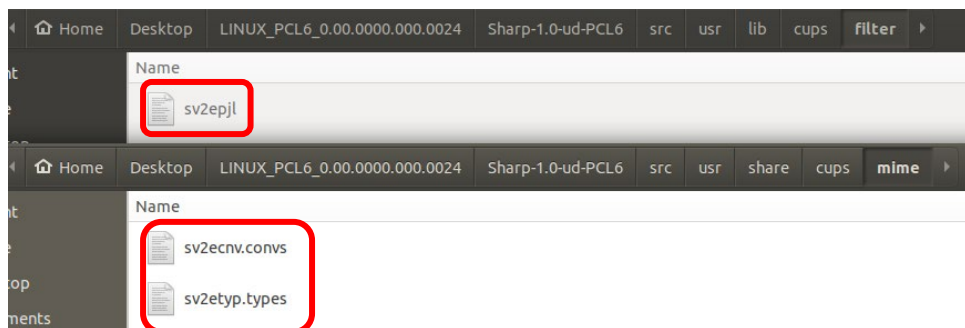 Home Desktop LINUX_PCL6_0.00.0000.000.0024 Sharp-1.0-ud-PCL6 src usr lib cups filter
Name
sv2epjl
Home Desktop LINUX_PCL6_0.00.0000.000.0024 Sharp-1.0-ud-PCL6 src usr share cups mime
Name
sv2ecnv.convs
sv2etyp.types